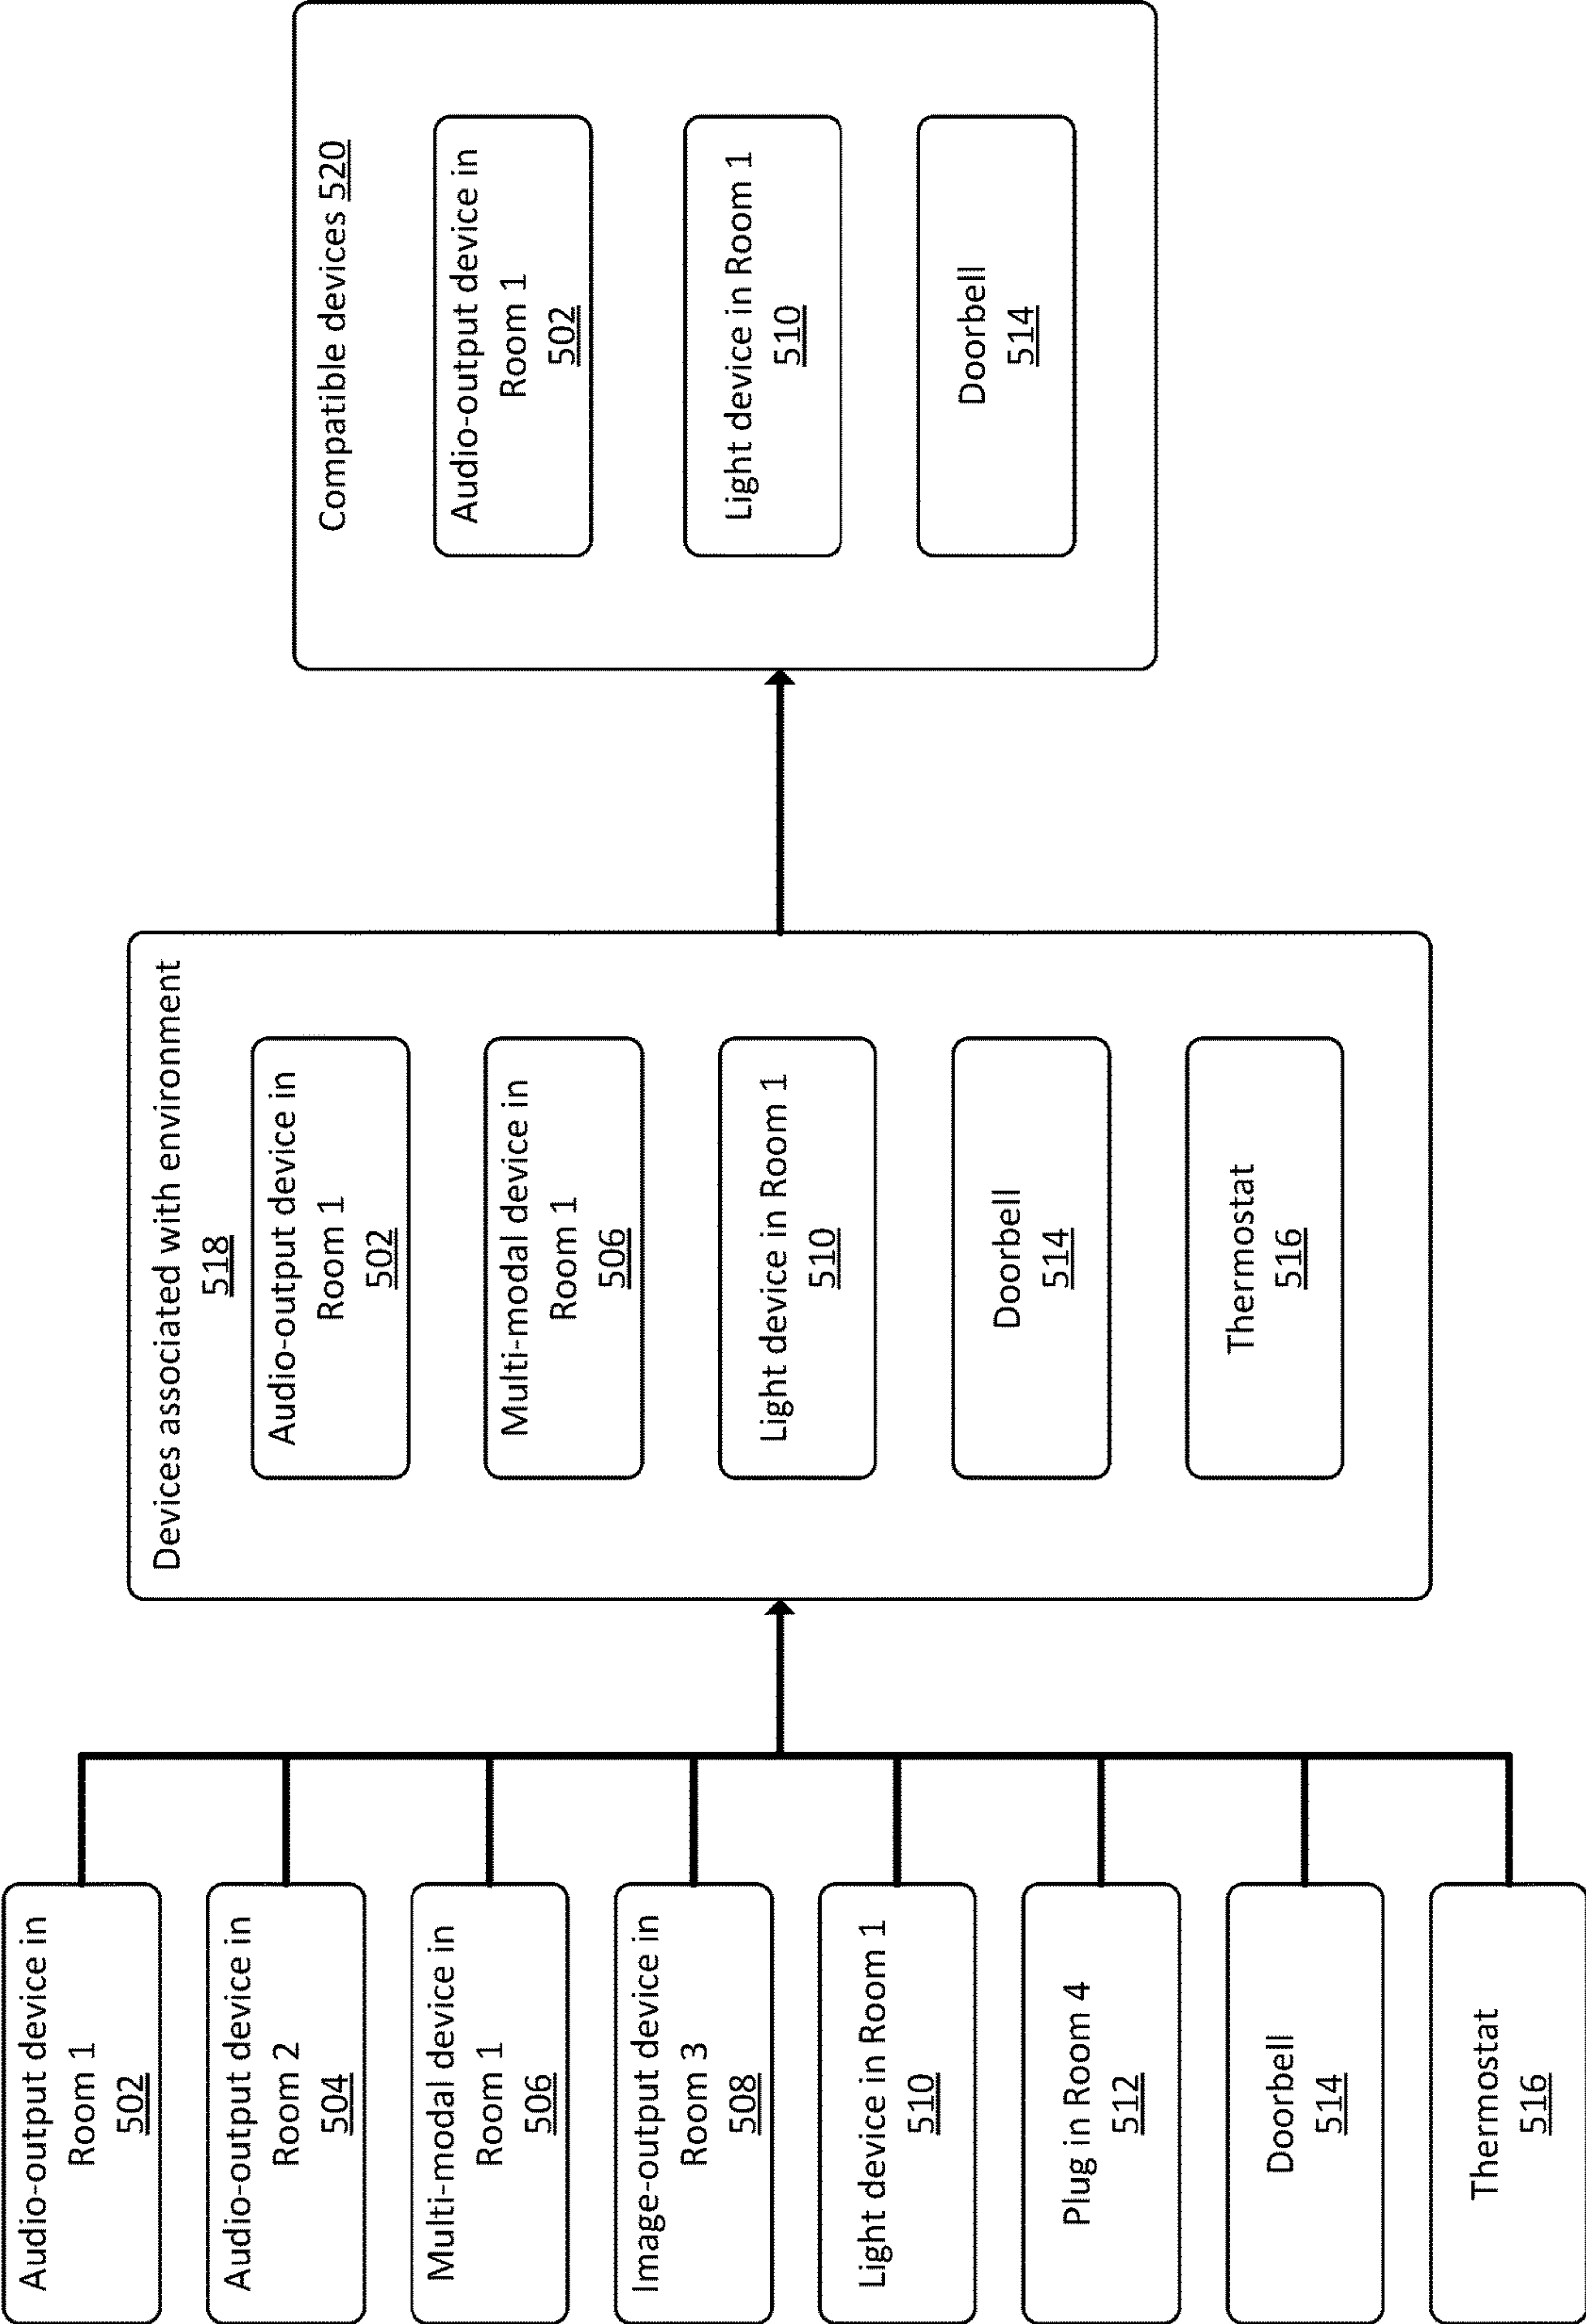 Audio-output device in
Room 1
502
Audio-output device in
Room 2
504
Multi-modal device in
Room 1
506
Image-output device in
Room 3
508
Light device in Room 1
510
Plug in Room 4
512
Doorbell
514
Thermostat
516
Devices associated with environment
518
Audio-output device in
Room 1
502
Multi-modal device in
Room 1
506
Light device in Room 1
510
Doorbell
514
Thermostat
516
Compatible devices 520
Audio-output device in
Room 1
502
Light device in Room 1
510
Doorbell
514